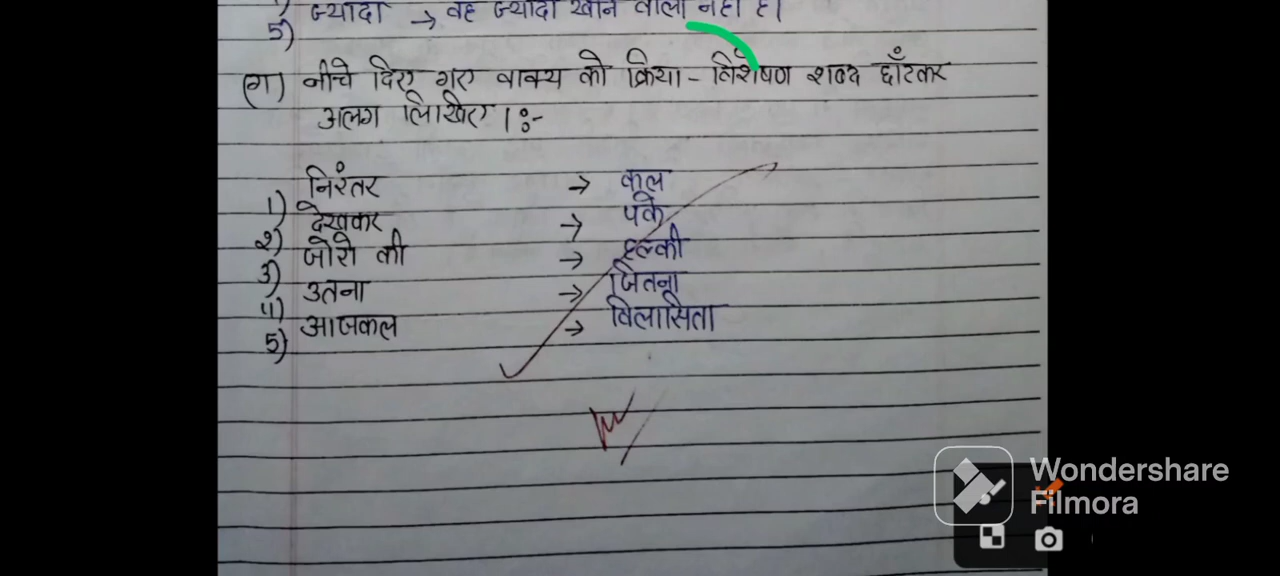 5) ज्यादा → वह ज्यादा खाने वाला नहीं है।
(ग) नीचे दिए गए वाक्य को क्रिया - विशेषण शब्द छाँटकर
अलग लिखिए।:-
1) निरंतर → कल
2) देखकर → पके
3) जोरो की → हल्की
4) उतना → जितना
5) आजकल → विलासिता
Wondershare
Filmora